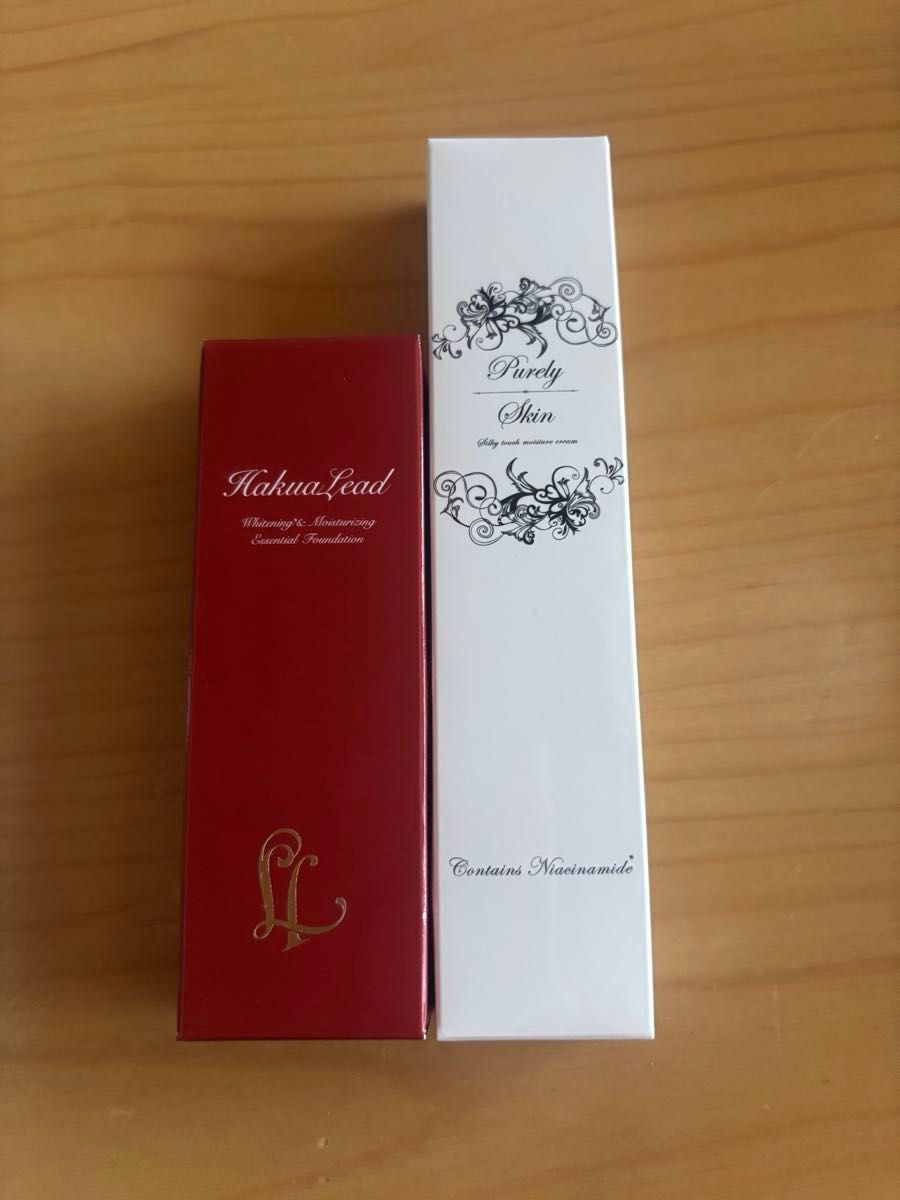 HakuaLead
Whitening*& Moisturizing
Essential Foundation
Purely
Skin
Silky touch moisture cream
Contains Niacinamide*